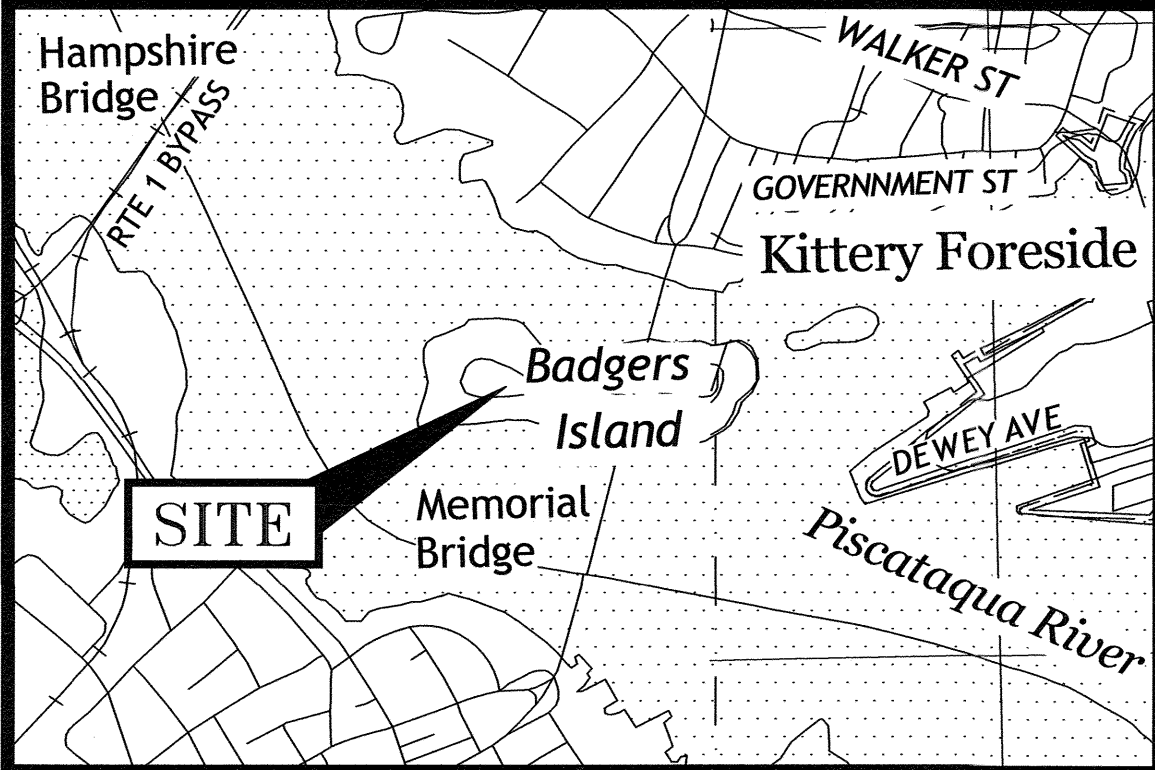 Hampshire
Bridge
RTE 1 BYPASS
WALKER ST
GOVERNNMENT ST
Kittery Foreside
Badgers
Island
DEWEY AVE
SITE
Memorial
Bridge
Piscataqua River